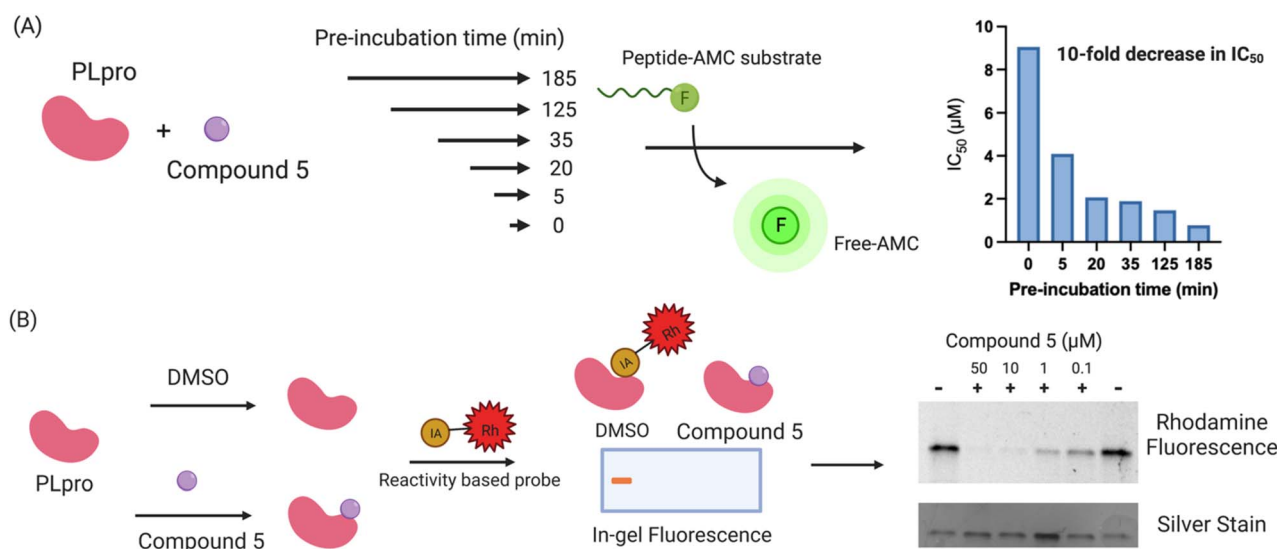 (A)
PLpro
+
Compound 5
Pre-incubation time (min)
185
125
35
20
5
0
Peptide-AMC substrate
F
F
Free-AMC
10-fold decrease in IC50
IC50 (µM)
10
8
6
4
2
0
0 5 20 35 125 185
Pre-incubation time (min)
(B)
PLpro
DMSO
Compound 5
IA Rh
Reactivity based probe
IA Rh
DMSO Compound 5
In-gel Fluorescence
Compound 5 (µM)
50 10 1 0.1
- + + + + -
Rhodamine
Fluorescence
Silver Stain